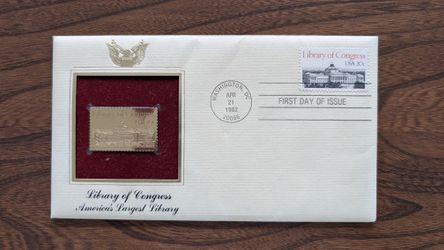 Library of Congress
USA 20c
WASHINGTON, DC
APR
21
1982
20066
FIRST DAY OF ISSUE
Library of Congress
America's Largest Library